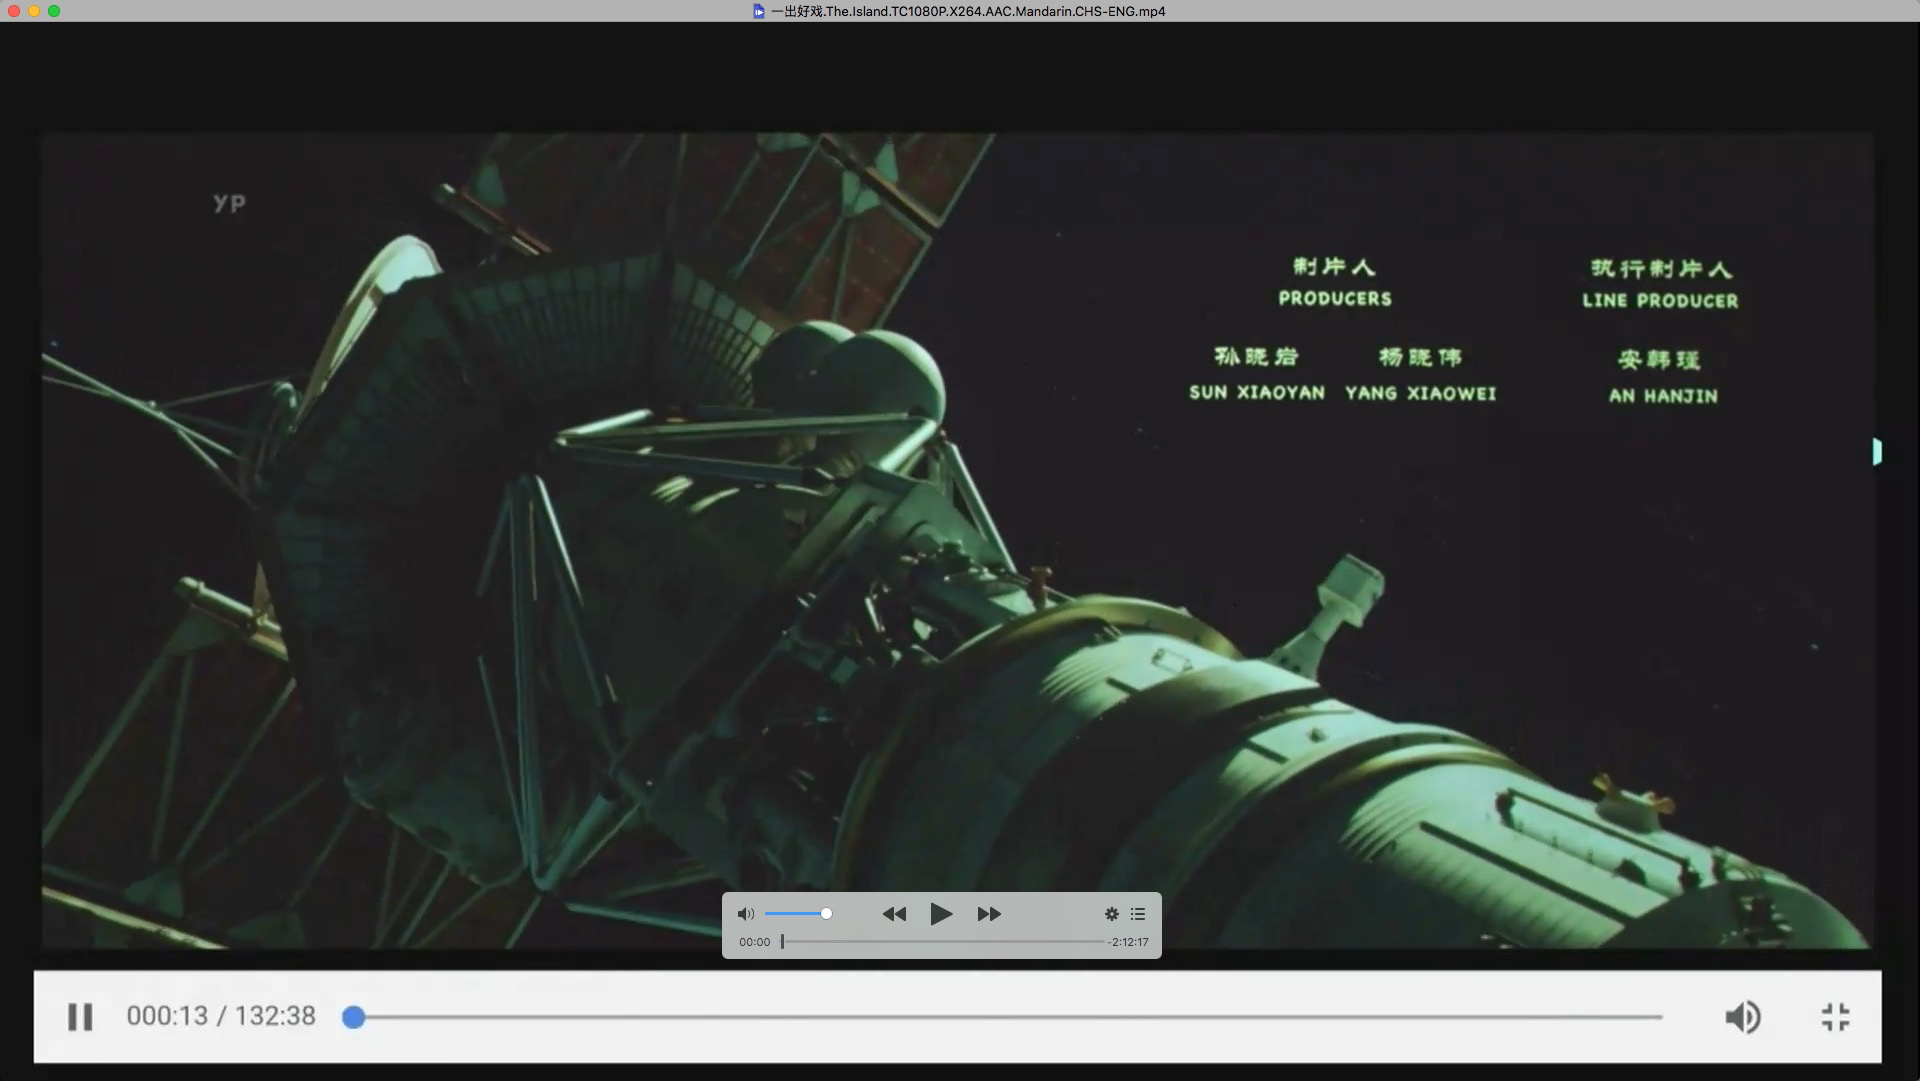 一出好戏.The.Island.TC1080P.X264.AAC.Mandarin.CHS-ENG.mp4
УР
制片人
PRODUCERS
孙晓岩 杨晓伟
SUN XIAOYAN YANG XIAOWEI
执行制片人
LINE PRODUCER
安韩瑾
AN HANJIN
00:00
-2:12:17
000:13 / 132:38